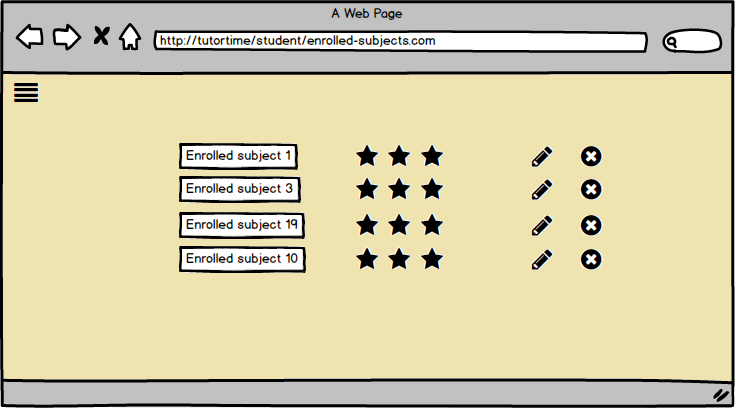 A Web Page
http://tutortime/student/enrolled-subjects.com
Enrolled subject 1
Enrolled subject 3
Enrolled subject 19
Enrolled subject 10